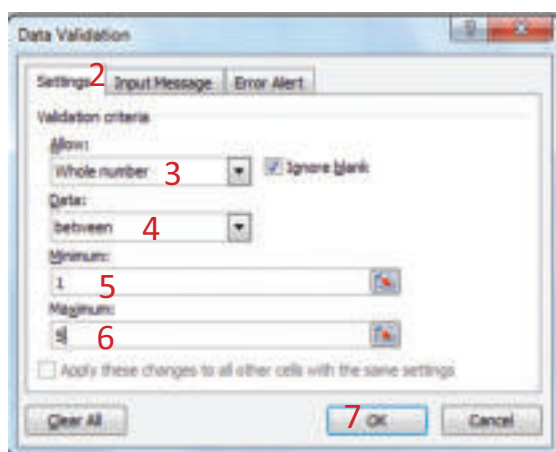 Data Validation
Settings 2 Input Message Error Alert
Validation criteria
Allow:
Whole number 3 Ignore blank
Data:
between 4
Minimum:
1 5
Maximum:
5 6
Apply these changes to all other cells with the same settings
Clear All 7 OK Cancel